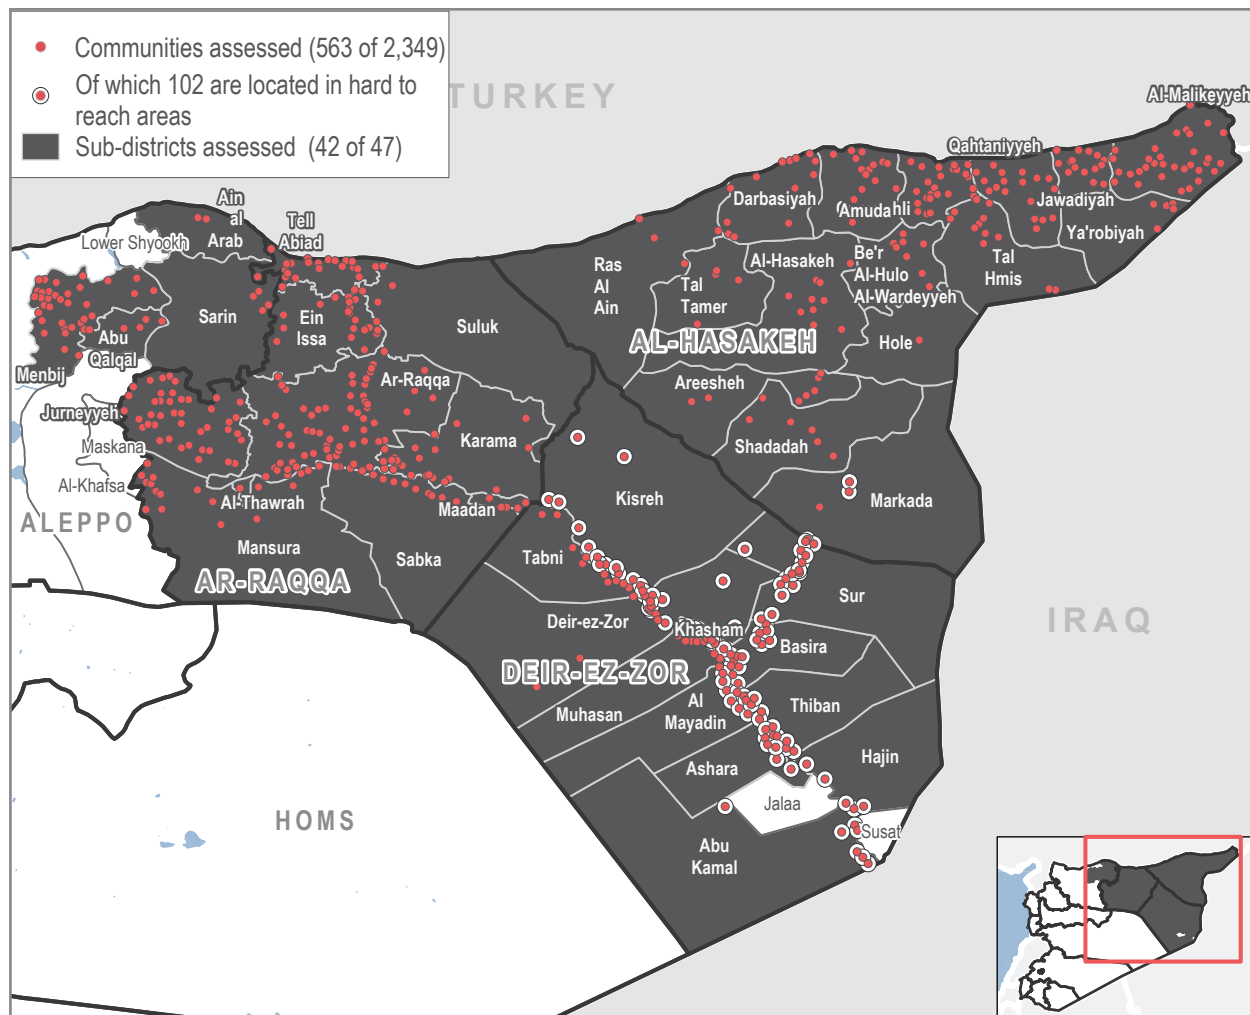 Communities assessed (563 of 2,349)
Of which 102 are located in hard to
reach areas
Sub-districts assessed (42 of 47)
TURKEY
Al-Malikeyyeh
Qahtaniyyeh
Ain
al
Arab
Tell
Abiad
Lower Shyookh
Darbasiyah
Amuda
hli
Jawadiyah
Ya'robiyah
Ras
Al
Ain
Al-Hasakeh
Be'r
Al-Hulo
Al-Wardeyyeh
Tal
Hmis
Tal
Tamer
Sarin
Ein
Issa
Suluk
Abu
Qalqal
AL-HASAKEH
Hole
Menbij
Ar-Raqqa
Areesheh
Jurneyyeh
Karama
Shadadah
Maskana
Al-Khafsa
Kisreh
Markada
Al-Thawrah
Maadan
ALEPPO
Mansura
Sabka
Tabni
AR-RAQQA
Sur
Deir-ez-Zor
Khasham
IRAQ
Basira
DEIR-EZ-ZOR
Muhasan
Al
Mayadin
Thiban
Ashara
Hajin
Jalaa
HOMS
Susat
Abu
Kamal